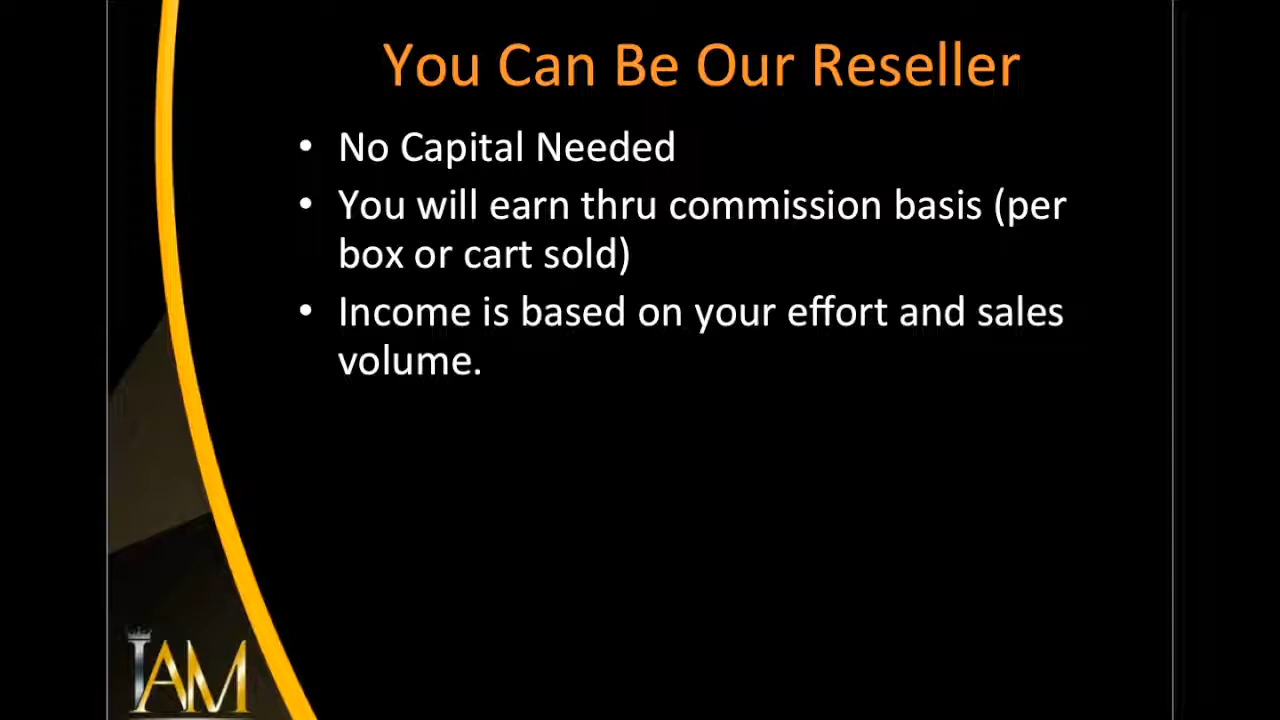 You Can Be Our Reseller
• No Capital Needed
• You will earn thru commission basis (per
box or cart sold)
• Income is based on your effort and sales
volume.
IAM